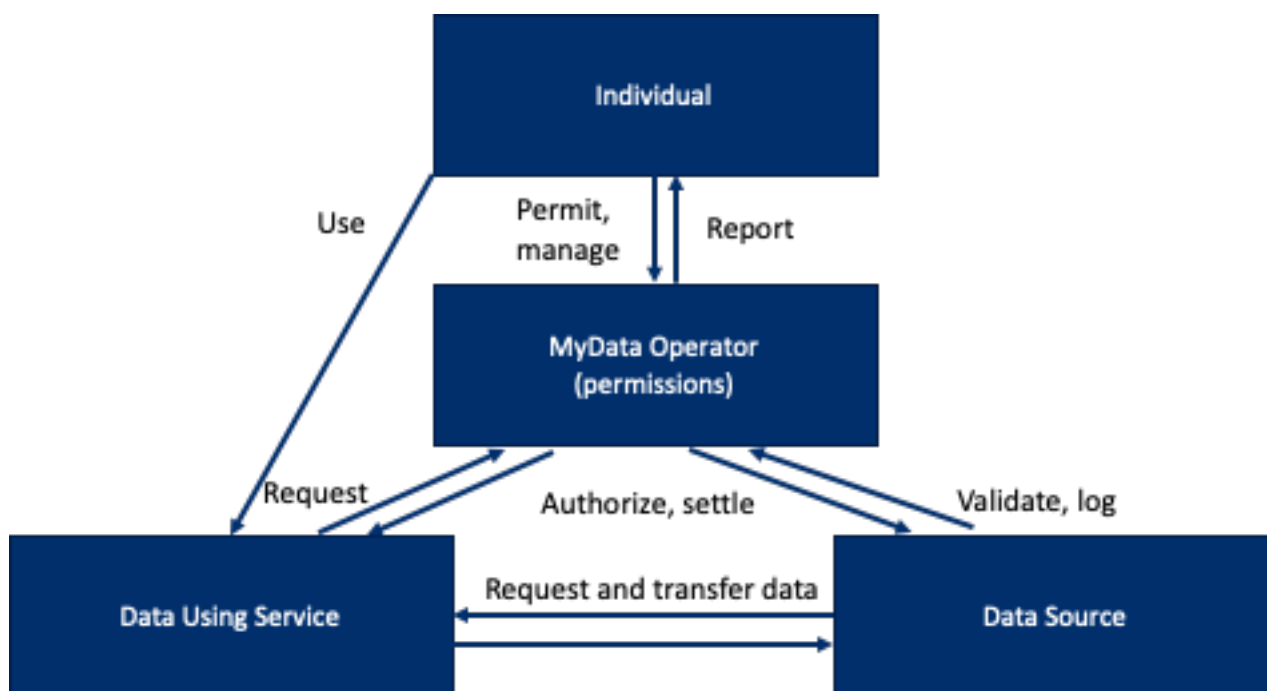 Individual
Use
Permit,
manage
Report
MyData Operator
(permissions)
Request
Authorize, settle
Validate, log
Request and transfer data
Data Using Service
Data Source